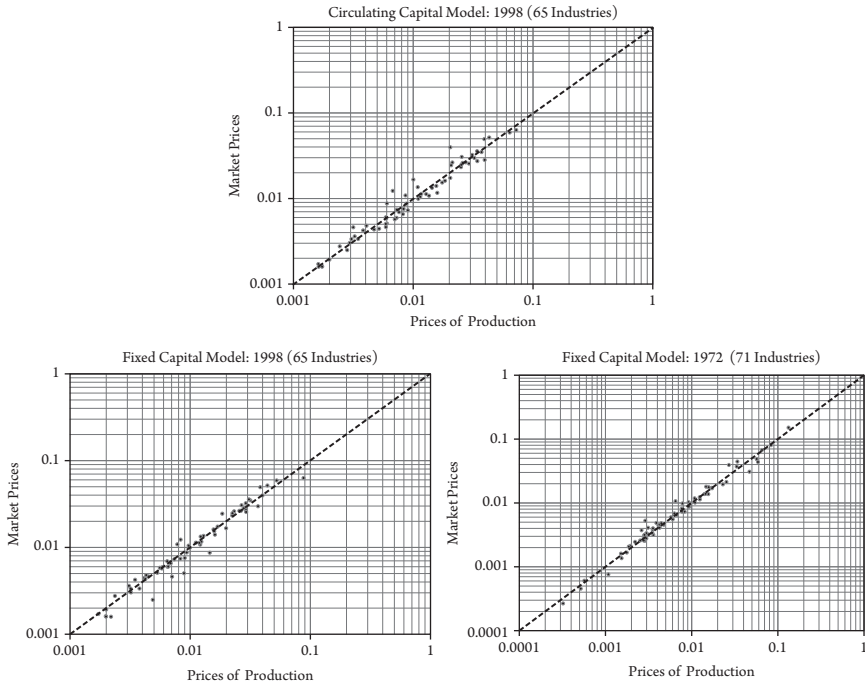 Circulating Capital Model: 1998 (65 Industries)
1
0.1
0.01
0.001
Market Prices
0.001 0.01 0.1 1
Prices of Production
Fixed Capital Model: 1998 (65 Industries)
1
0.1
0.01
0.001
Market Prices
0.001 0.01 0.1 1
Prices of Production
Fixed Capital Model: 1972 (71 Industries)
1
0.1
0.01
0.001
0.0001
Market Prices
0.0001 0.001 0.01 0.1 1
Prices of Production